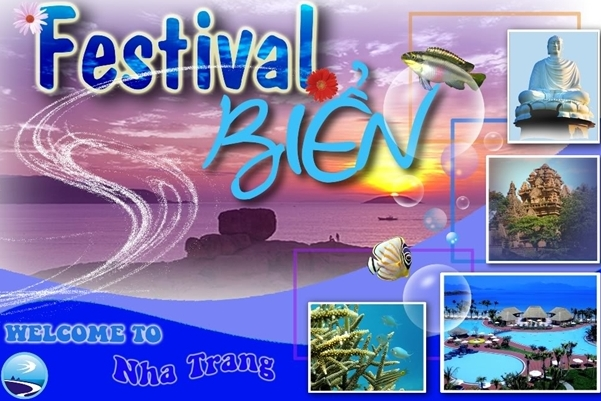 Festival
BIỂN
WELCOME TO
Nha Trang